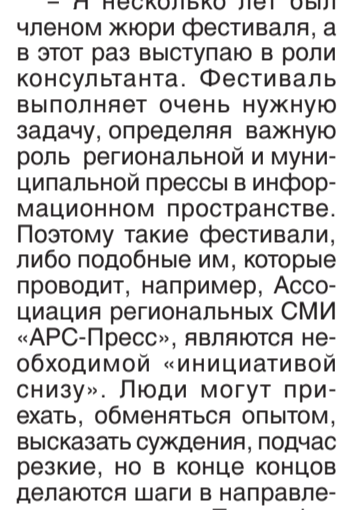 – Я несколько лет был
членом жюри фестиваля, а
в этот раз выступаю в роли
консультанта. Фестиваль
выполняет очень нужную
задачу, определяя важную
роль региональной и муни-
ципальной прессы в инфор-
мационном пространстве.
Поэтому такие фестивали,
либо подобные им, которые
проводит, например, Ассо-
циация региональных СМИ
«АРС-Пресс», являются не-
обходимой «инициативой
снизу». Люди могут при-
ехать, обменяться опытом,
высказать суждения, подчас
резкие, но в конце концов
делаются шаги в направле-